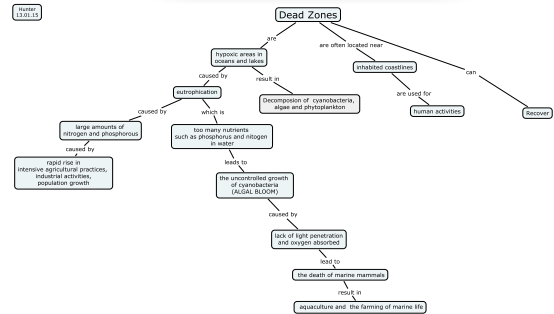 Hunter
13.01.15
Dead Zones
are
are often located near
can
hypoxic areas in
oceans and lakes
inhabited coastlines
caused by
result in
are used for
eutrophication
Decomposion of cyanobacteria,
algae and phytoplankton
human activities
Recover
caused by
which is
large amounts of
nitrogen and phosphorous
too many nutrients
such as phosphorus and nitogen
in water
caused by
leads to
rapid rise in
intensive agricultural practices,
industrial activities,
population growth
the uncontrolled growth
of cyanobacteria
(ALGAL BLOOM)
caused by
lack of light penetration
and oxygen absorbed
lead to
the death of marine mammals
result in
aquaculture and the farming of marine life